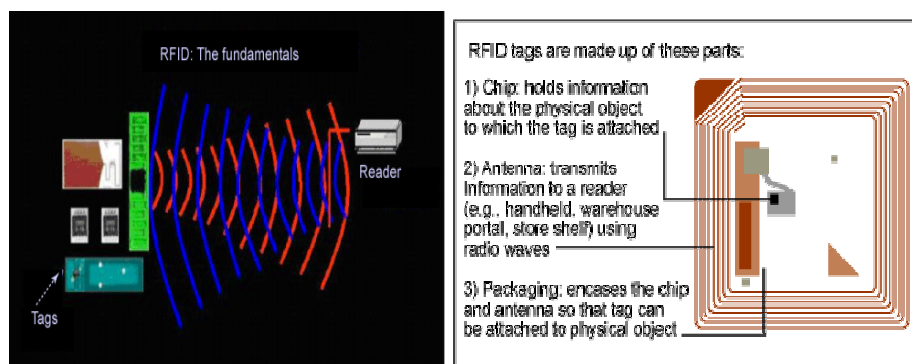 RFID: The fundamentals
Reader
Tags
RFID tags are made up of these parts:
1) Chip: holds information
about the physical object
to which the tag is attached
2) Antenna: transmits
Information to a reader
(e.g., handheld, warehouse
portal, store shelf) using
radio waves
3) Packaging: encases the chip
and antenna so that tag can
be attached to physical object